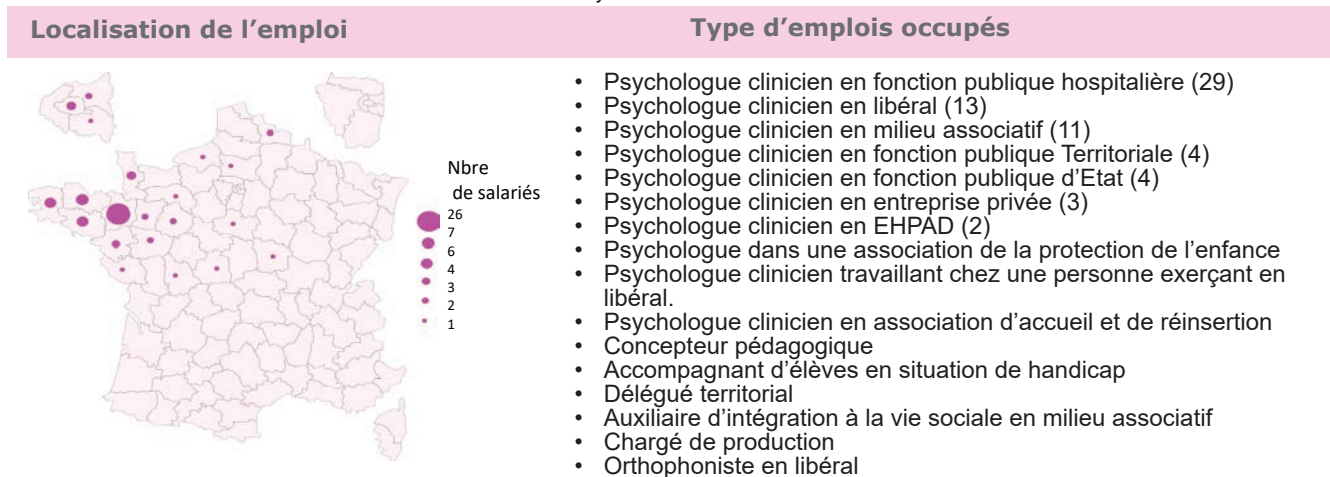 Localisation de l'emploi
Type d'emplois occupés
Nbre
de salariés
26
7
6
4
3
2
1
• Psychologue clinicien en fonction publique hospitalière (29)
• Psychologue clinicien en libéral (13)
• Psychologue clinicien en milieu associatif (11)
• Psychologue clinicien en fonction publique Territoriale (4)
• Psychologue clinicien en fonction publique d'Etat (4)
• Psychologue clinicien en entreprise privée (3)
• Psychologue clinicien en EHPAD (2)
• Psychologue dans une association de la protection de l'enfance
• Psychologue clinicien travaillant chez une personne exerçant en
libéral.
• Psychologue clinicien en association d'accueil et de réinsertion
• Concepteur pédagogique
• Accompagnant d'élèves en situation de handicap
• Délégué territorial
• Auxiliaire d'intégration à la vie sociale en milieu associatif
• Chargé de production
• Orthophoniste en libéral